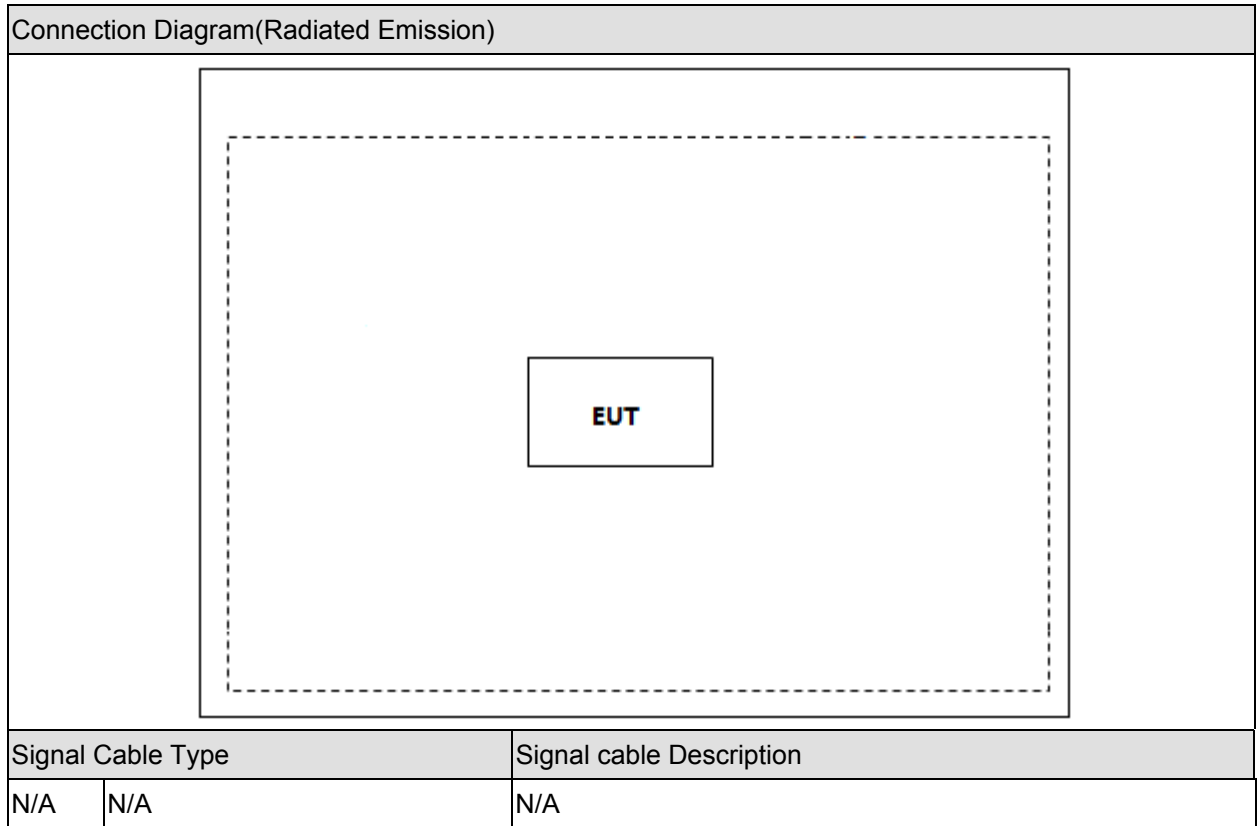 Connection Diagram(Radiated Emission)
EUT
Signal Cable Type Signal cable Description
N/A N/A N/A